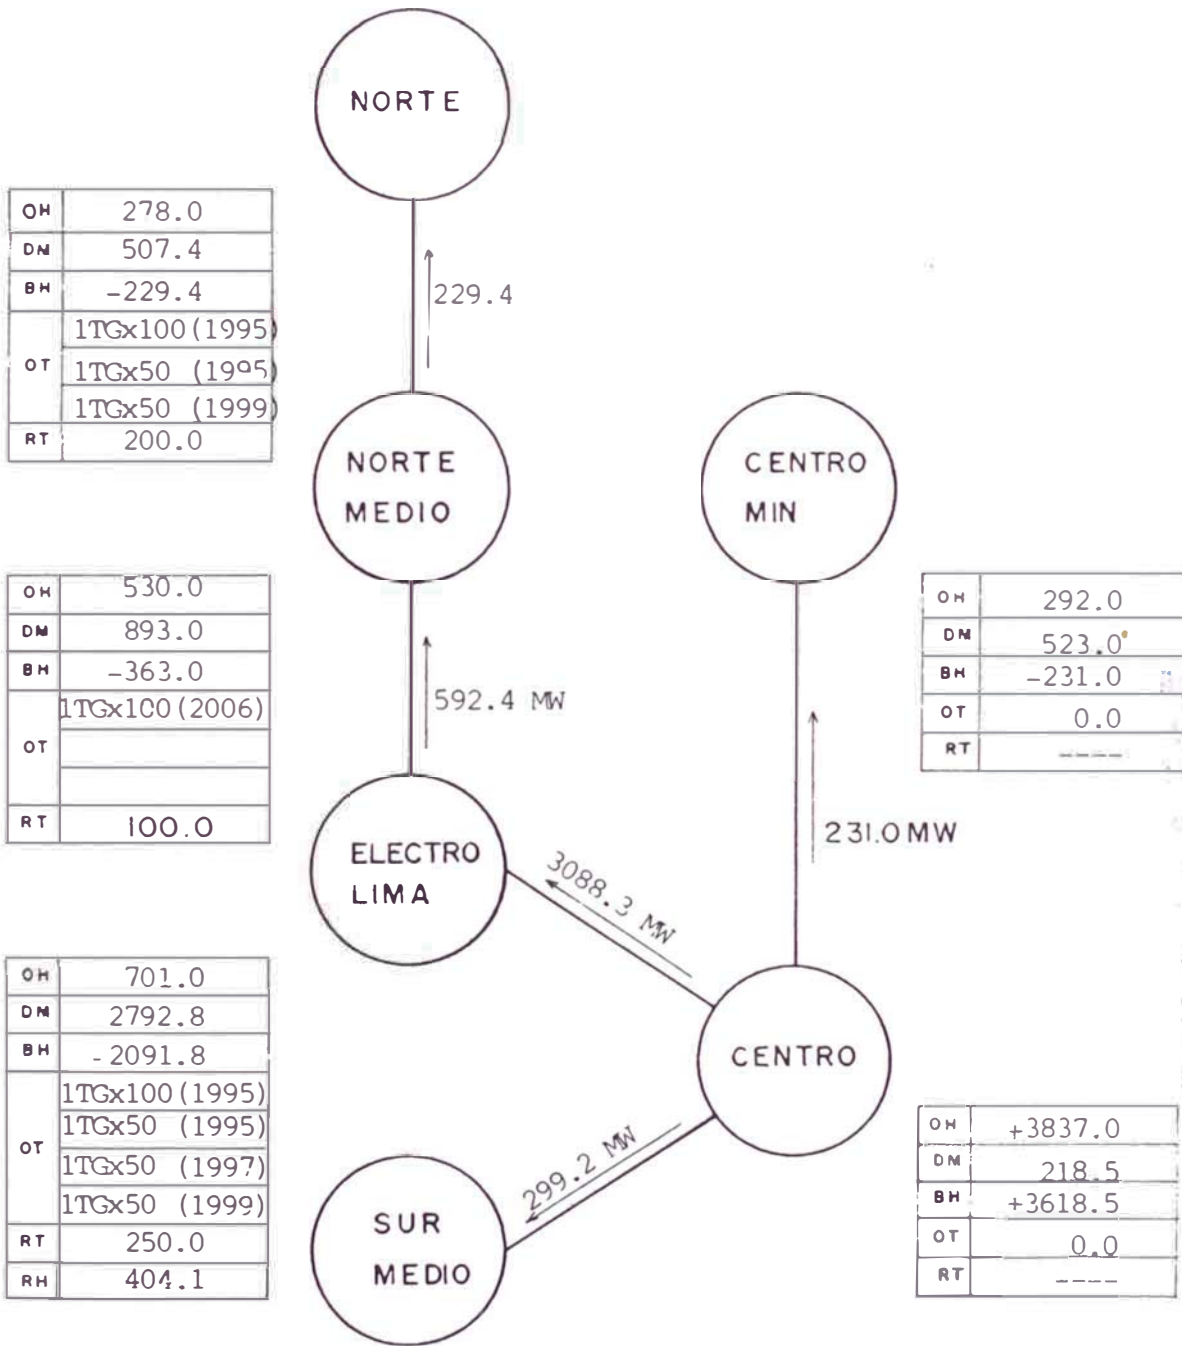 NORTE
OH 278.0
DM 507.4
BH -229.4
OT 1TGx100(1995)
1TGx50 (1995)
1TGx50 (1999)
RT 200.0
229.4
NORTE
MEDIO
CENTRO
MIN
OH 530.0
DM 893.0
BH -363.0
OT 1TGx100(2006)
RT 100.0
592.4 MW
OH 292.0
DM 523.0
BH -231.0
OT 0.0
RT ----
231.0 MW
ELECTRO
LIMA
3088.3 MW
OH 701.0
DM 2792.8
BH -2091.8
OT 1TGx100(1995)
1TGx50 (1995)
1TGx50 (1997)
1TGx50 (1999)
RT 250.0
RH 404.1
CENTRO
299.2 MW
SUR
MEDIO
OH +3837.0
DM 218.5
BH +3618.5
OT 0.0
RT ----